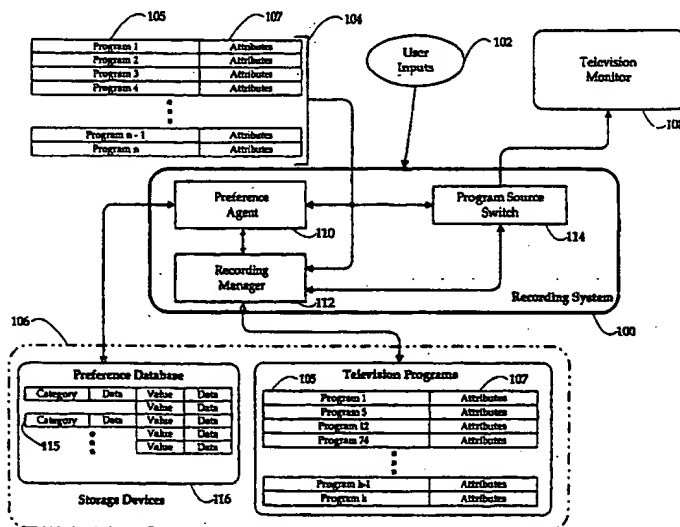 105
107
104
Program 1 Attributes
Program 2 Attributes
Program 3 Attributes
Program 4 Attributes
Program n - 1 Attributes
Program n Attributes
User Inputs
102
Television Monitor
108
Preference Agent
110
Program Source Switch
114
Recording Manager
112
Recording System
100
106
Preference Database
Category Data Value Data
Value Data
Category Data Value Data
Value Data
Value Data
115
116
Storage Devices
Television Programs
105
107
Program 1 Attributes
Program 5 Attributes
Program 12 Attributes
Program 74 Attributes
Program k-1 Attributes
Program k Attributes